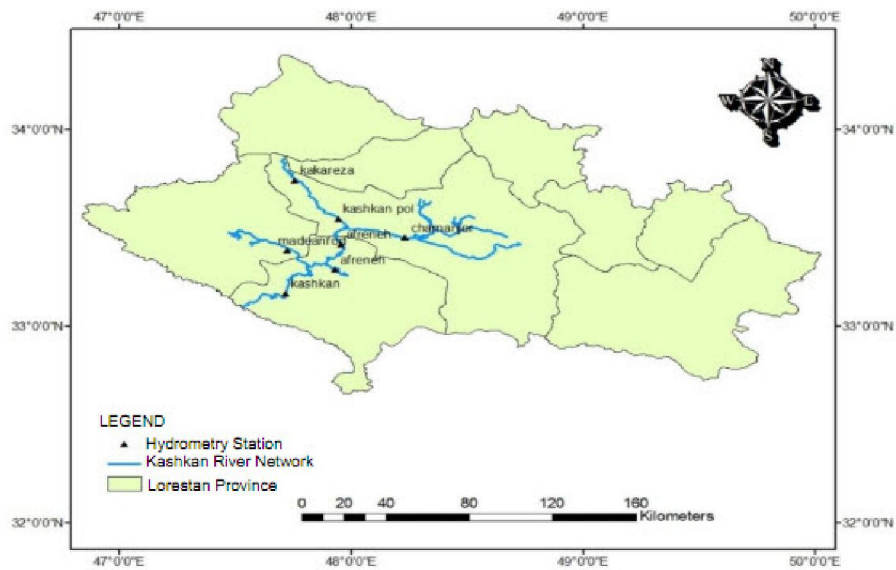 47°0'0"E 48°0'0"E 49°0'0"E 50°0'0"E
N
W E
S
34°0'0"N 34°0'0"N
kakareza
kashkan pol
afreneh
madeanrod
afreneh
kashkan
33°0'0"N 33°0'0"N
LEGEND
Hydrometry Station
Kashkan River Network
Lorestan Province
0 20 40 80 120 160
Kilometers
32°0'0"N 32°0'0"N
47°0'0"E 48°0'0"E 49°0'0"E 50°0'0"E